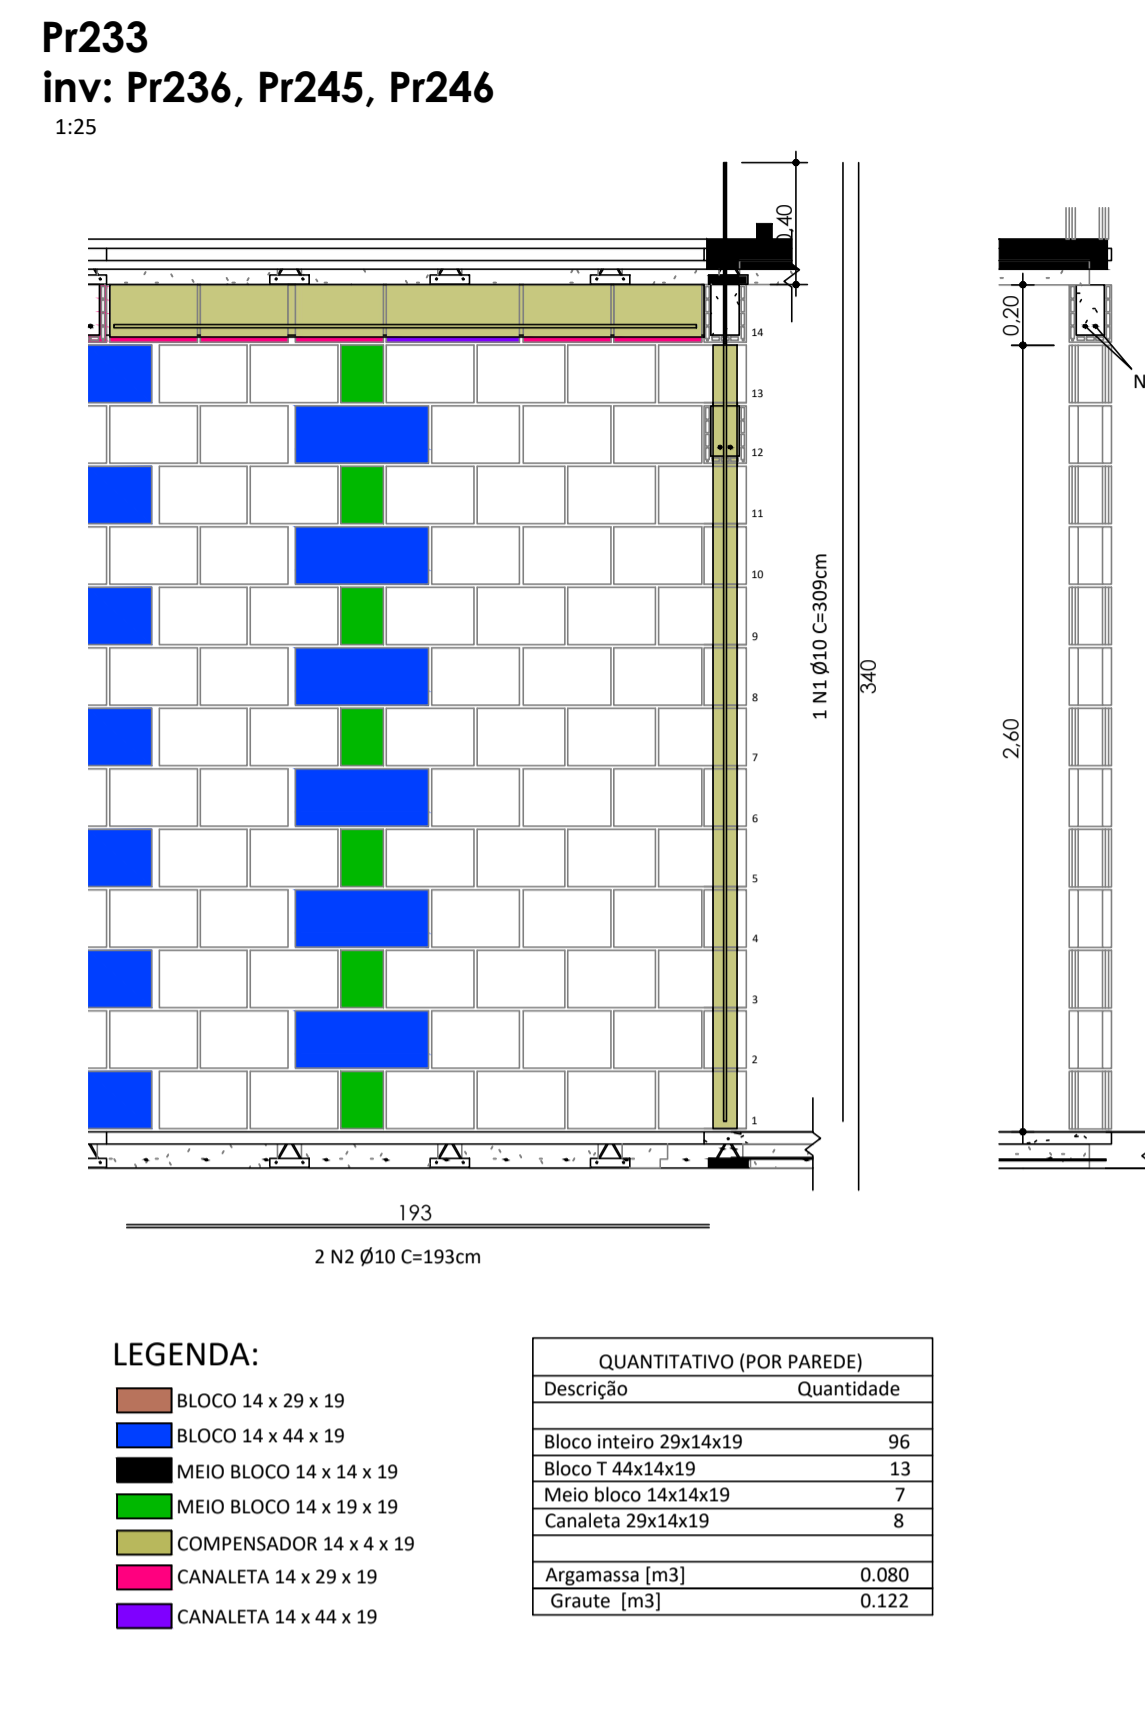 Pr233
inv: Pr236, Pr245, Pr246
1:25
0,40
0,20
N
14
13
12
11
10
9
8
7
6
5
4
3
2
1
1 N1 Ø10 C=309cm
340
2,60
193
2 N2 Ø10 C=193cm
LEGENDA:
BLOCO 14 x 29 x 19
BLOCO 14 x 44 x 19
MEIO BLOCO 14 x 14 x 19
MEIO BLOCO 14 x 19 x 19
COMPENSADOR 14 x 4 x 19
CANALETA 14 x 29 x 19
CANALETA 14 x 44 x 19
QUANTITATIVO (POR PAREDE)
Descrição Quantidade
Bloco inteiro 29x14x19 96
Bloco T 44x14x19 13
Meio bloco 14x14x19 7
Canaleta 29x14x19 8
Argamassa [m3] 0.080
Graute [m3] 0.122